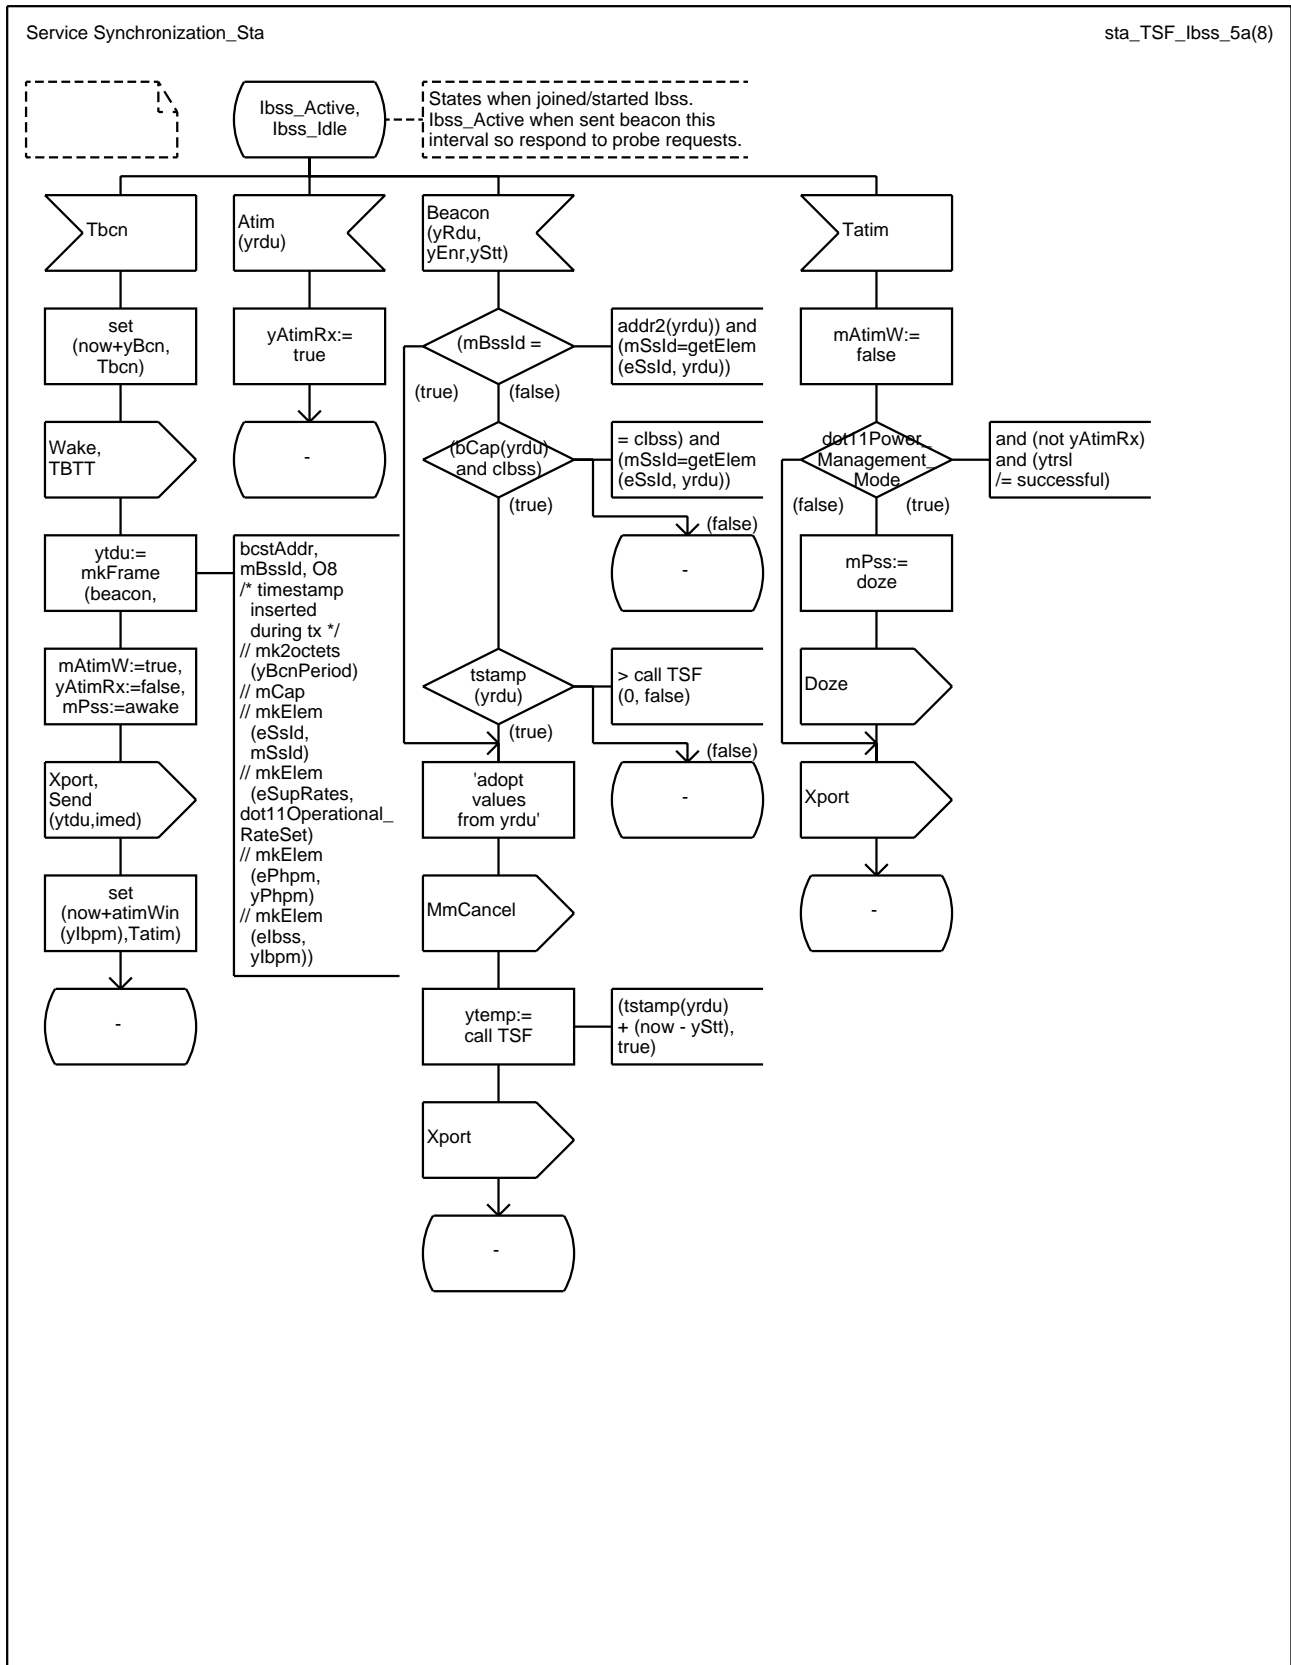 Service Synchronization_Sta
sta_TSF_Ibss_5a(8)
Ibss_Active,
Ibss_Idle
States when joined/started Ibss.
Ibss_Active when sent beacon this
interval so respond to probe requests.
Tbcn
set
(now+yBcn,
Tbcn)
Wake,
TBTT
ytdu:=
mkFrame
(beacon,
bcstAddr,
mBssId, O8
/* timestamp
inserted
during tx */
// mk2octets
(yBcnPeriod)
// mCap
// mkElem
(eSsId,
mSsId)
// mkElem
(eSupRates,
dot11Operational_
RateSet)
// mkElem
(ePhpm,
yPhpm)
// mkElem
(eIbss,
yIbpm))
mAtimW:=true,
yAtimRx:=false,
mPss:=awake
Xport,
Send
(ytdu,imed)
set
(now+atimWin
(yIbpm),Tatim)
-
Atim
(yrdu)
yAtimRx:=
true
-
Beacon
(yRdu,
yEnr,yStt)
(mBssId =
addr2(yrdu)) and
(mSsId=getElem
(eSsId, yrdu))
(true)
(false)
(bCap(yrdu)
and cIbss)
= cIbss) and
(mSsId=getElem
(eSsId, yrdu))
(true)
(false)
-
tstamp
(yrdu)
> call TSF
(0, false)
(true)
(false)
-
'adopt
values
from yrdu'
MmCancel
ytemp:=
call TSF
(tstamp(yrdu)
+ (now - yStt),
true)
Xport
-
Tatim
mAtimW:=
false
dot11Power_
Management_
Mode
and (not yAtimRx)
and (ytrsl
/= successful)
(false)
(true)
mPss:=
doze
Doze
Xport
-